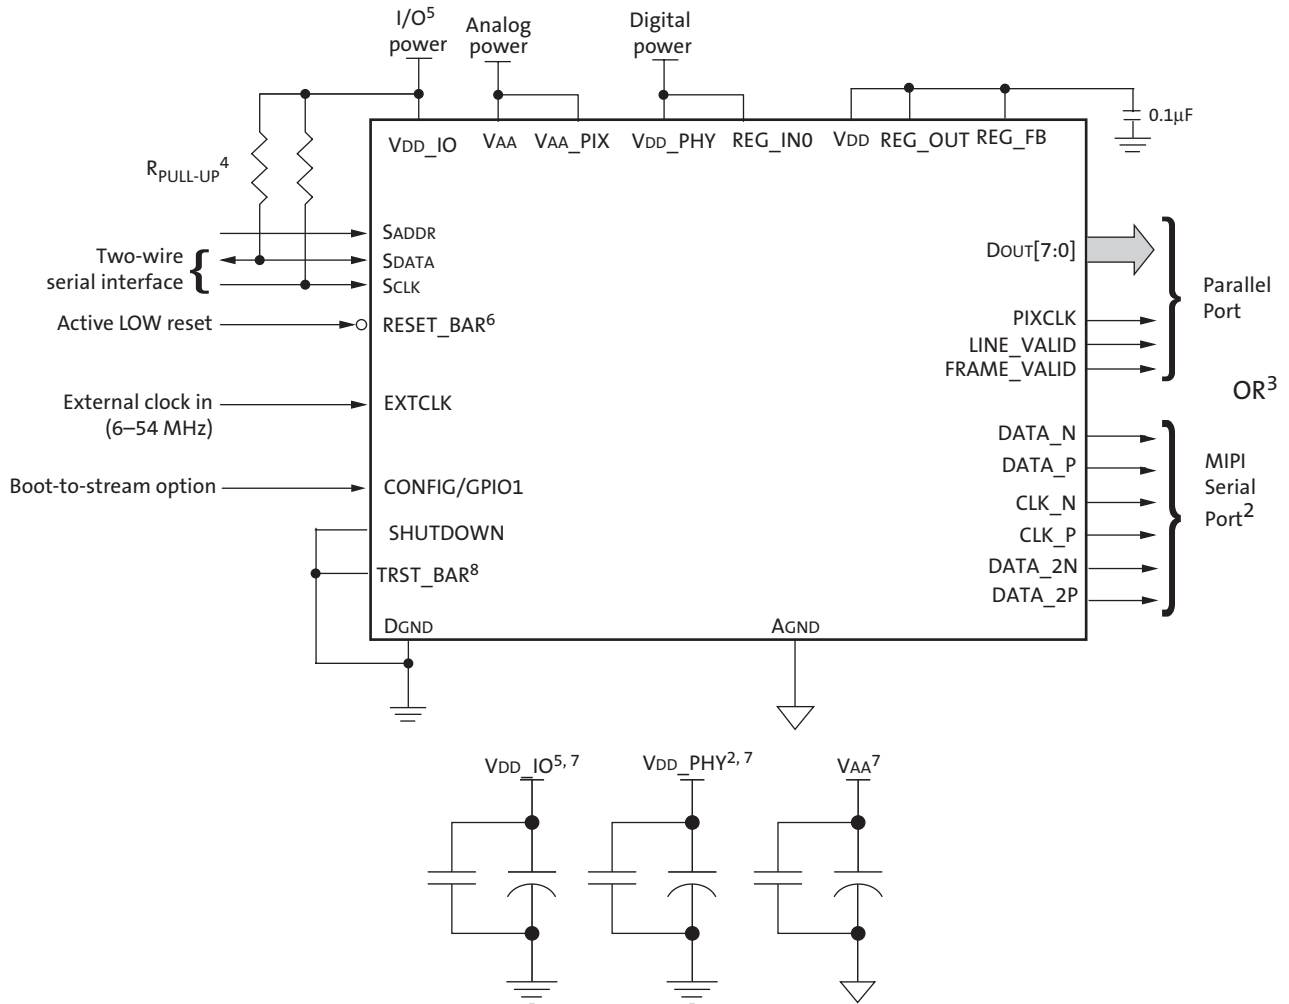 I/O5
power
Analog
power
Digital
power
VDD_IO
VAA
VAA_PIX
VDD_PHY
REG_IN0
VDD
REG_OUT
REG_FB
0.1µF
RPULL-UP4
Two-wire
serial interface
{
SADDR
SDATA
SCLK
Active LOW reset
RESET_BAR6
External clock in
(6–54 MHz)
EXTCLK
Boot-to-stream option
CONFIG/GPIO1
SHUTDOWN
TRST_BAR8
DGND
AGND
DOUT[7:0]
PIXCLK
LINE_VALID
FRAME_VALID
}
Parallel
Port
OR3
DATA_N
DATA_P
CLK_N
CLK_P
DATA_2N
DATA_2P
}
MIPI
Serial
Port2
VDD_IO5, 7
VDD_PHY2, 7
VAA7